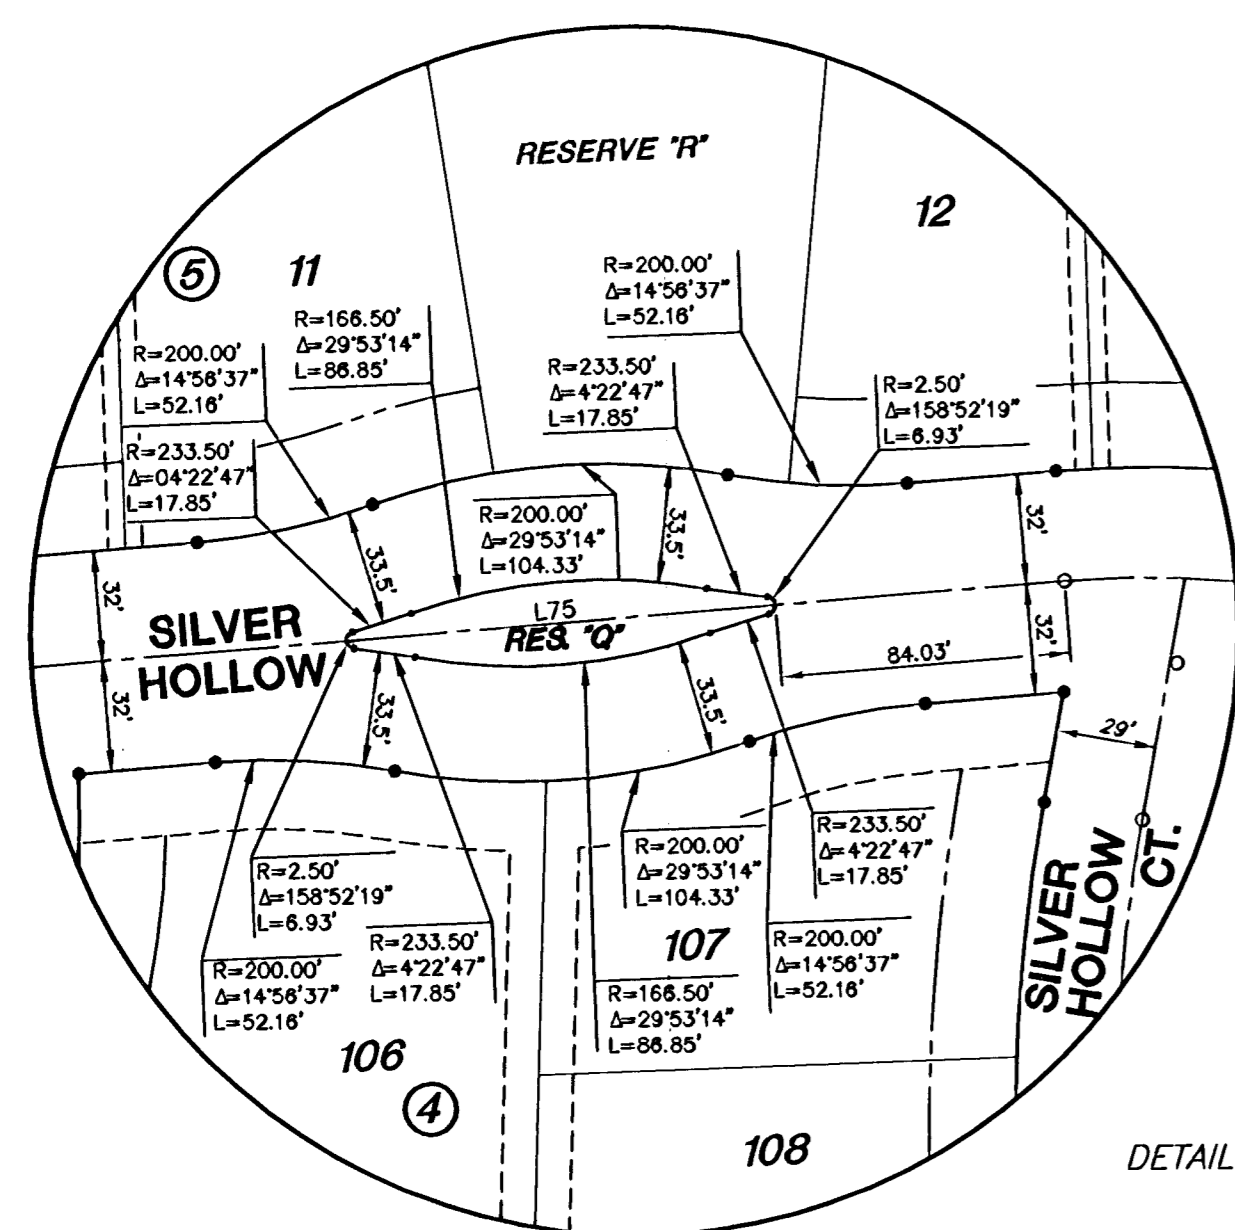 RESERVE "R"
12
5
11
R=200.00'
Δ=14°56'37"
L=52.16'
R=166.50'
Δ=29°53'14"
L=86.85'
R=200.00'
Δ=14°56'37"
L=52.16'
R=233.50'
Δ=4°22'47"
L=17.85'
R=2.50'
Δ=158°52'19"
L=6.93'
R=233.50'
Δ=04°22'47"
L=17.85'
R=200.00'
Δ=29°53'14"
L=104.33'
33.5'
33.5'
32'
32'
32'
32'
SILVER
HOLLOW
L75
RES. "Q"
84.03'
33.5'
33.5'
29'
R=2.50'
Δ=158°52'19"
L=6.93'
R=200.00'
Δ=14°56'37"
L=52.16'
R=233.50'
Δ=4°22'47"
L=17.85'
R=200.00'
Δ=29°53'14"
L=104.33'
R=233.50'
Δ=4°22'47"
L=17.85'
107
R=166.50'
Δ=29°53'14"
L=86.85'
R=200.00'
Δ=14°56'37"
L=52.16'
SILVER
HOLLOW
CT.
106
4
108
DETAIL